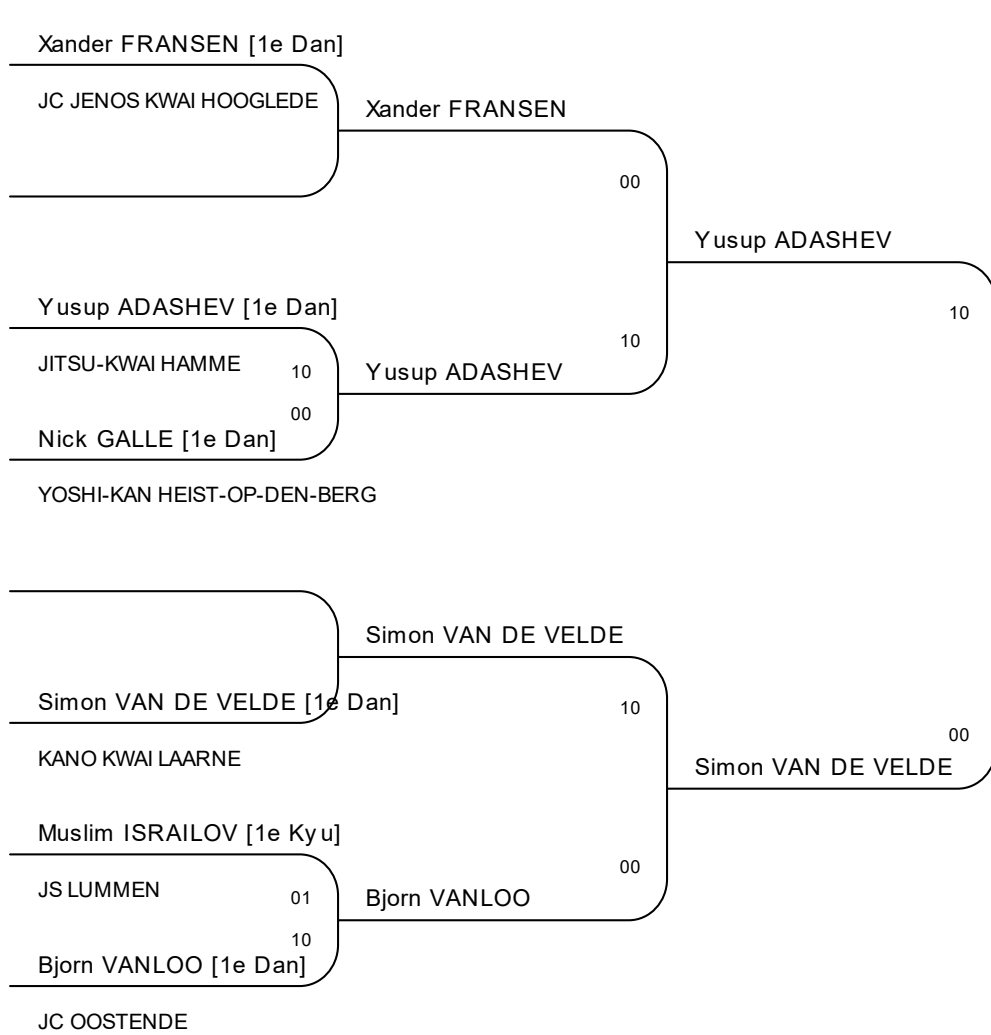 Xander FRANSEN [1e Dan]
JC JENOS KWAI HOOGLEDE
Xander FRANSEN
00
Yusup ADASHEV
10
Yusup ADASHEV [1e Dan]
JITSU-KWAI HAMME
10
10
Yusup ADASHEV
00
Nick GALLE [1e Dan]
YOSHI-KAN HEIST-OP-DEN-BERG
Simon VAN DE VELDE
Simon VAN DE VELDE [1e Dan]
10
KANO KWAI LAARNE
00
Simon VAN DE VELDE
Muslim ISRAILOV [1e Kyu]
JS LUMMEN
01
00
Bjorn VANLOO
10
Bjorn VANLOO [1e Dan]
JC OOSTENDE